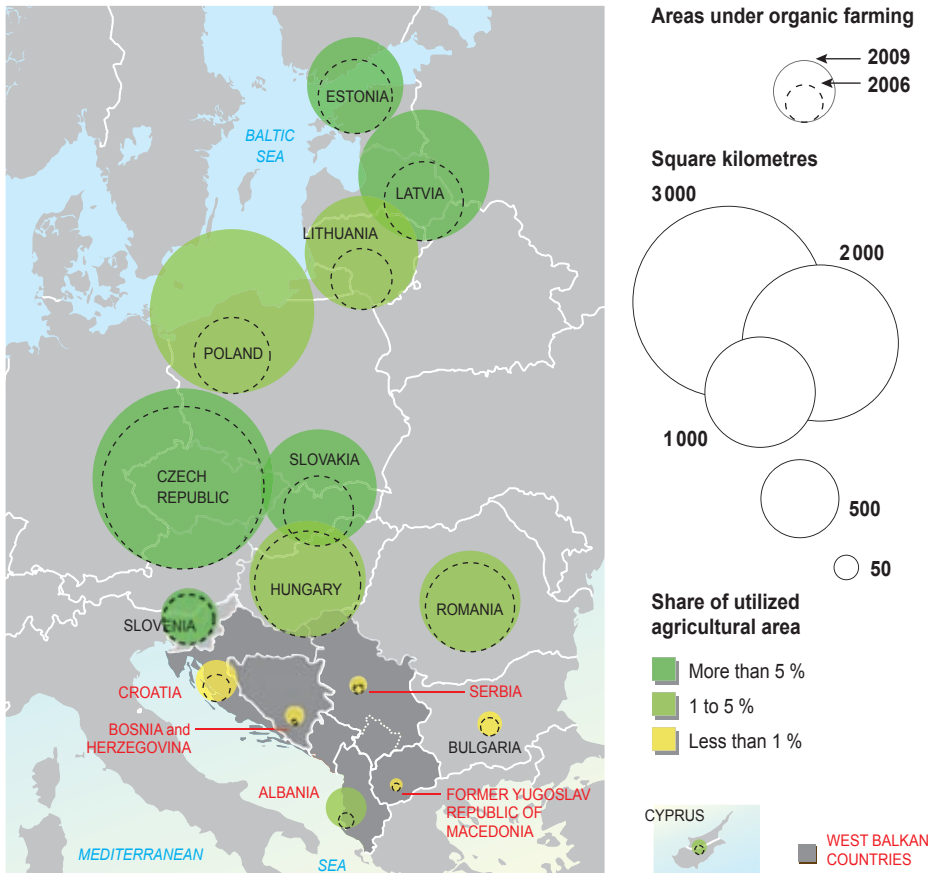 ESTONIA
BALTIC
SEA
LATVIA
LITHUANIA
POLAND
SLOVAKIA
CZECH
REPUBLIC
HUNGARY
ROMANIA
SLOVENIA
CROATIA
SERBIA
BOSNIA and
HERZEGOVINA
BULGARIA
ALBANIA
FORMER YUGOSLAV
REPUBLIC OF
MACEDONIA
MEDITERRANEAN
SEA
Areas under organic farming
2009
2006
Square kilometres
3 000
2 000
1 000
500
50
Share of utilized
agricultural area
More than 5 %
1 to 5 %
Less than 1 %
CYPRUS
WEST BALKAN
COUNTRIES